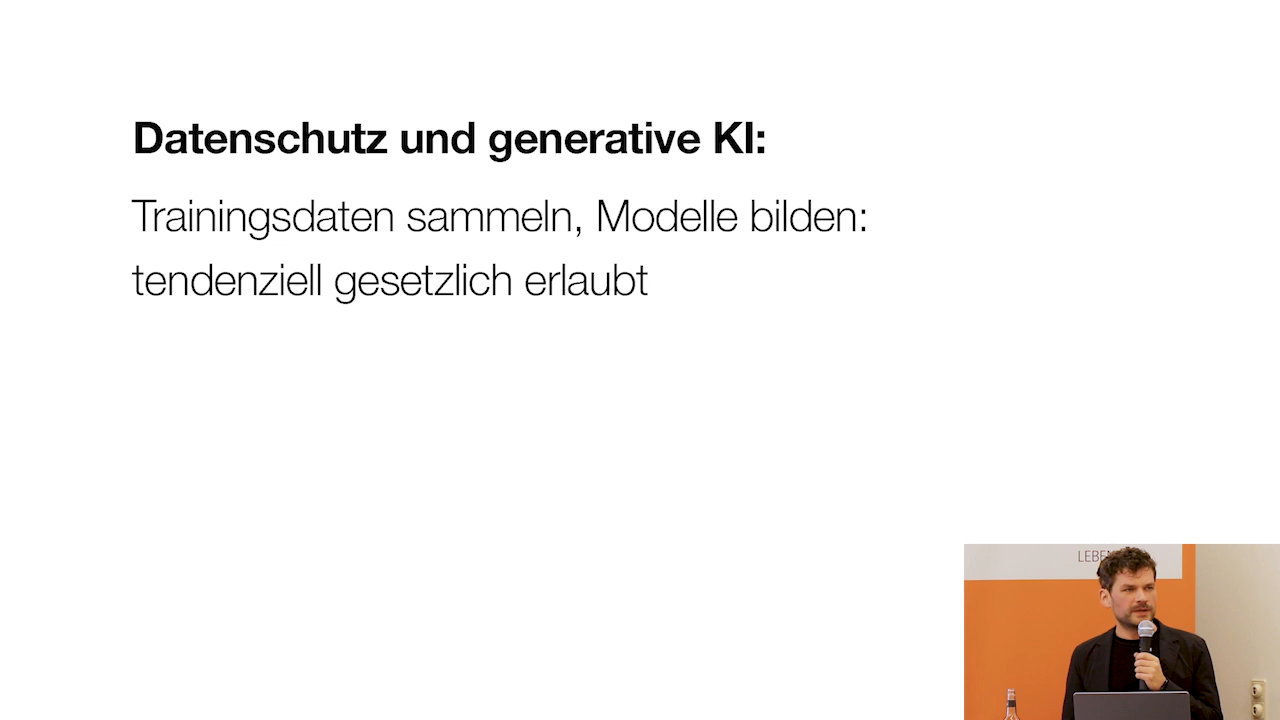 Datenschutz und generative KI:
Trainingsdaten sammeln, Modelle bilden:
tendenziell gesetzlich erlaubt